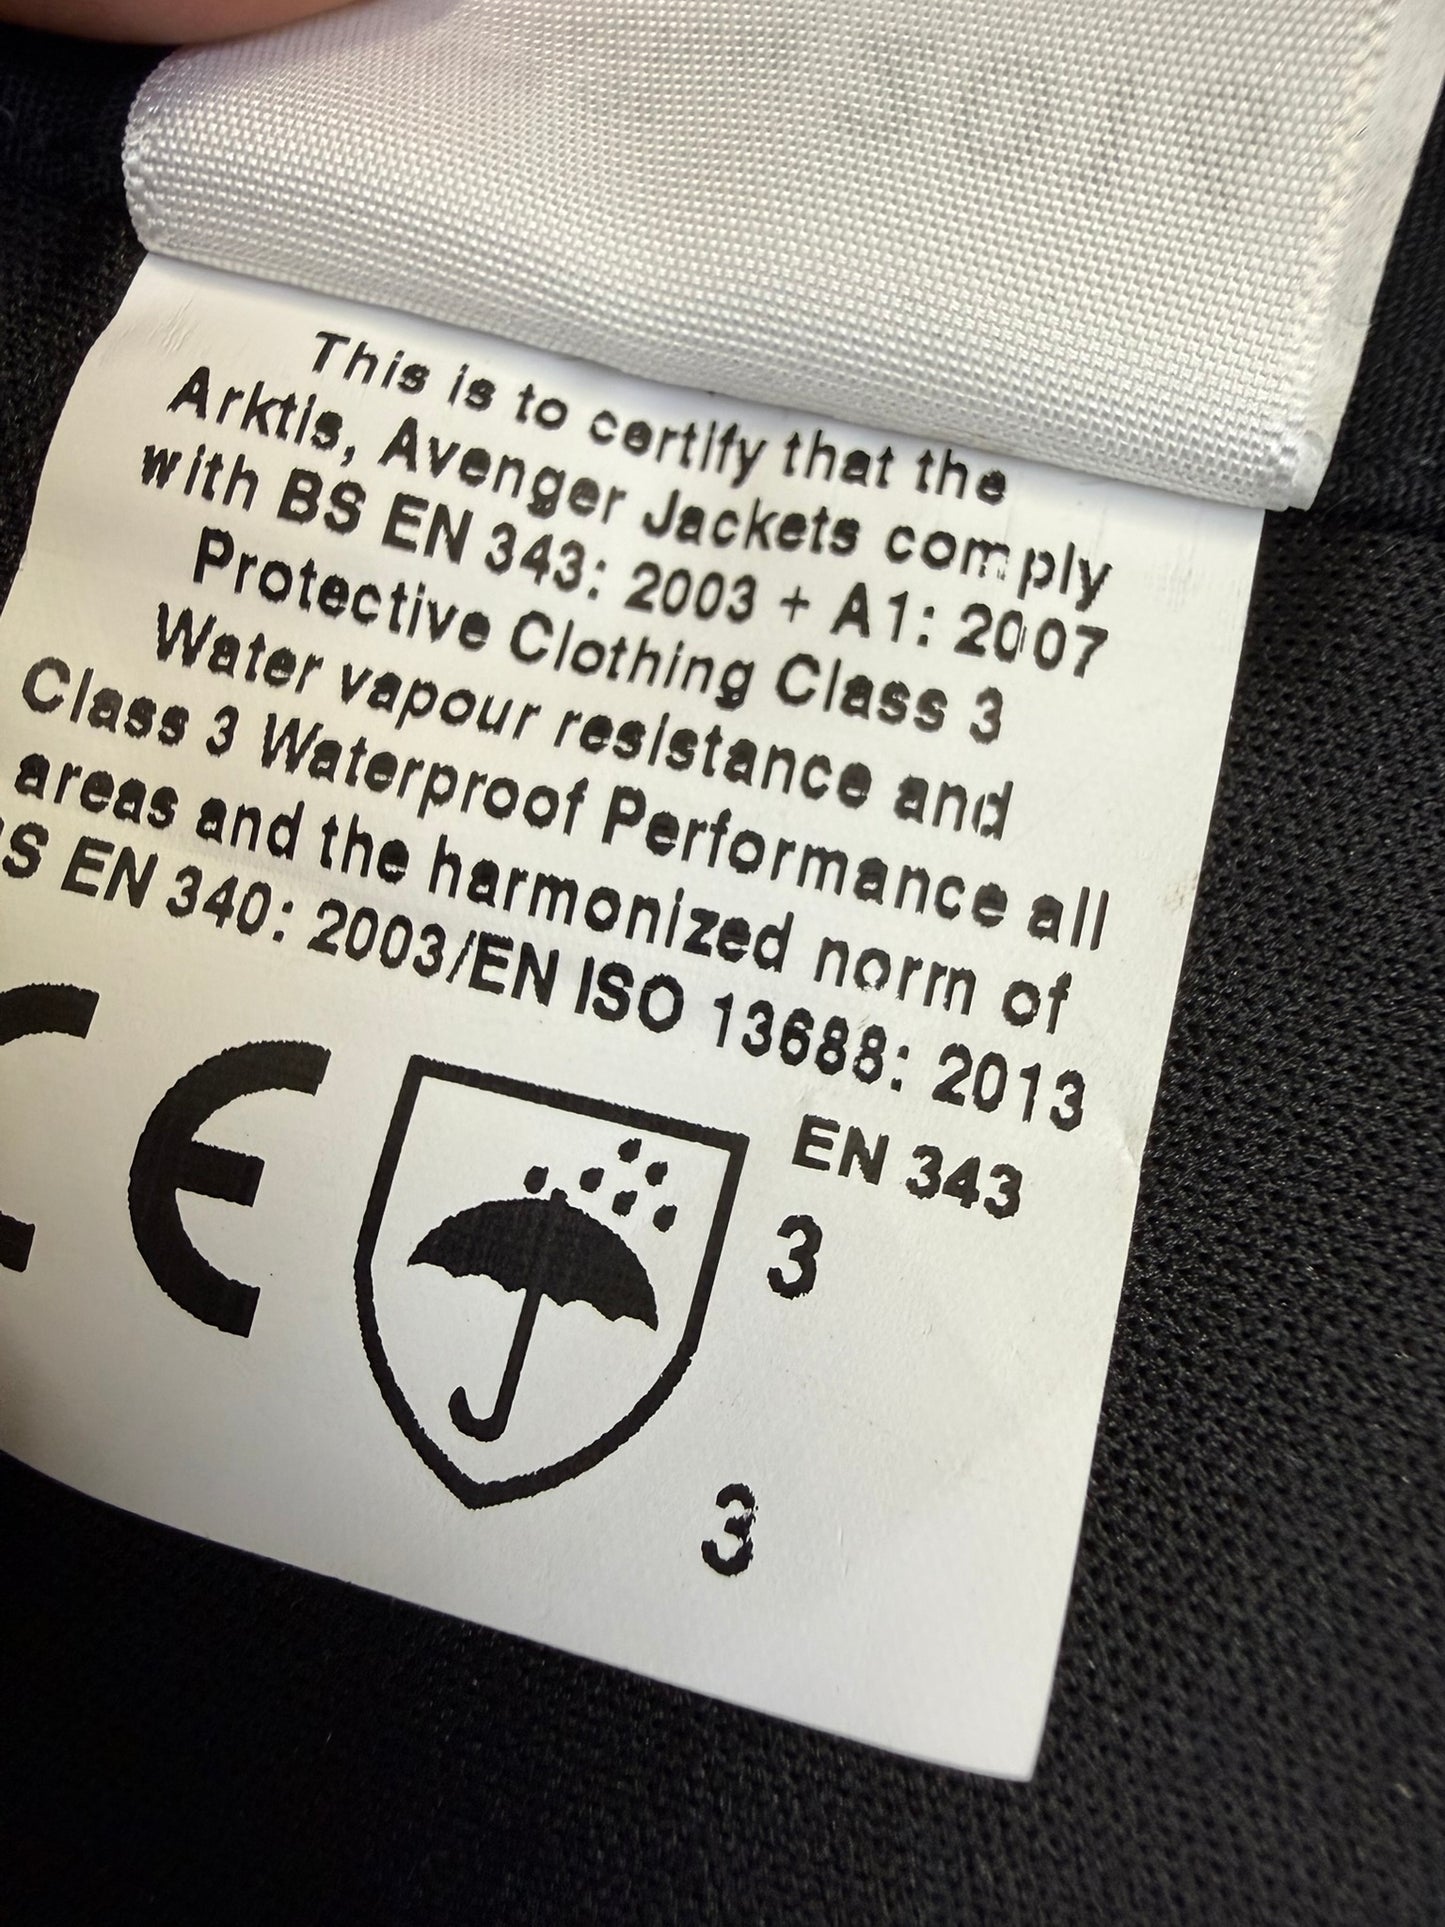 This is to certify that the
Arktis, Avenger Jackets comply
with BS EN 343: 2003 + A1: 2007
Protective Clothing Class 3
Water vapour resistance and
Class 3 Waterproof Performance all
areas and the harmonized norm of
BS EN 340: 2003/EN ISO 13688: 2013
CE
EN 343
3
3